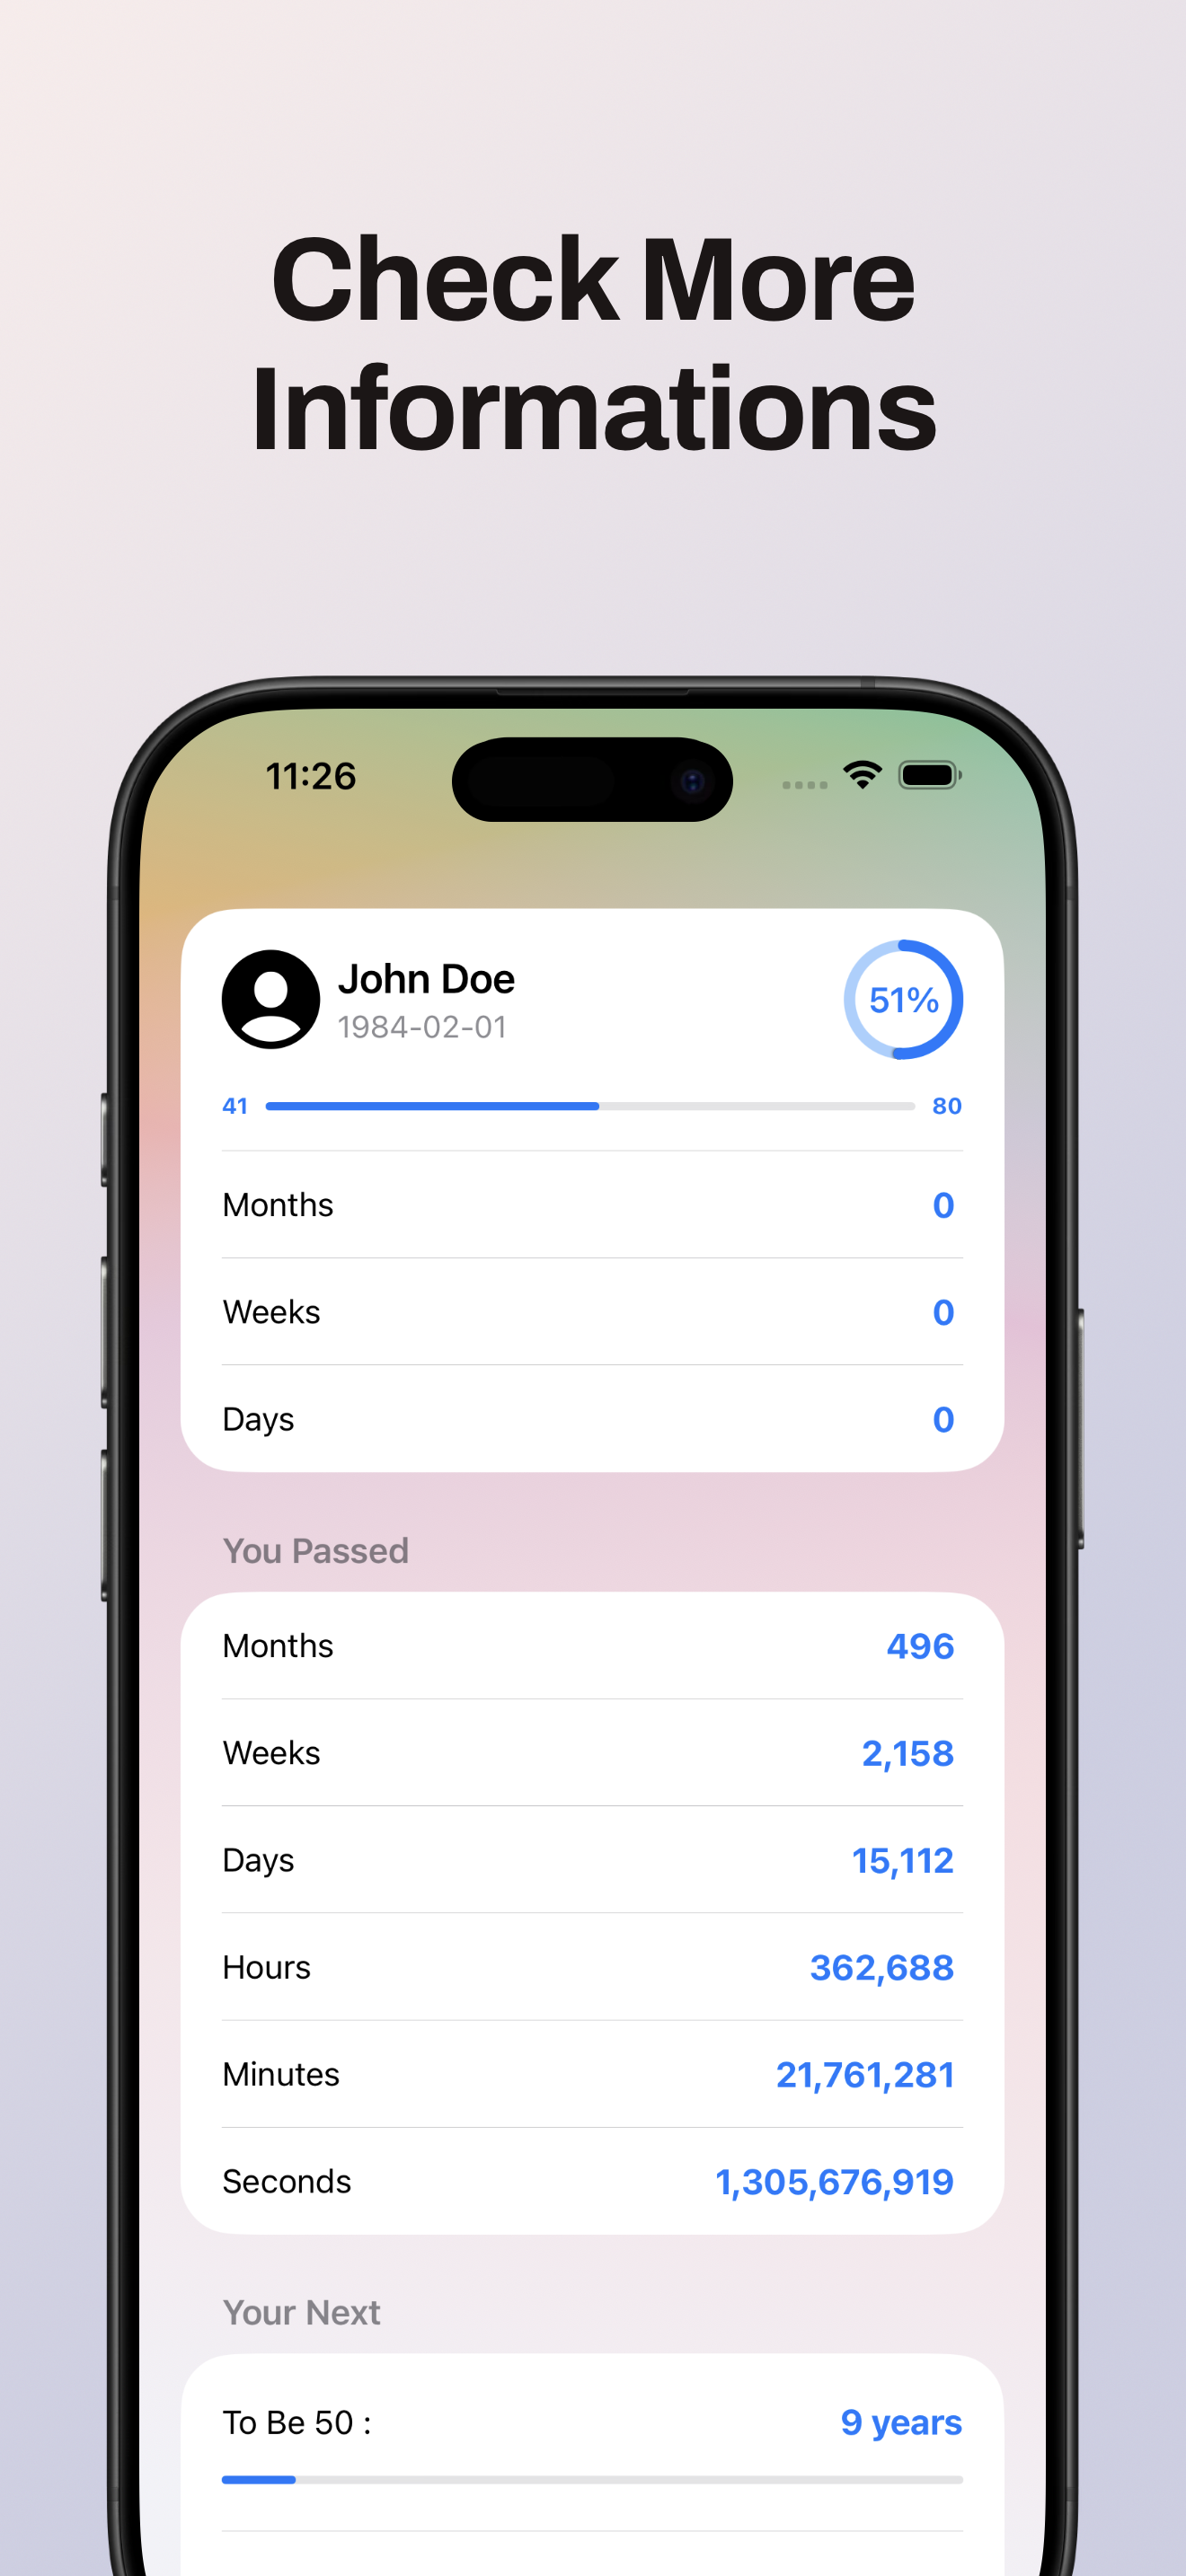 Check More
Informations
11:26
John Doe
1984-02-01
51%
41 80
Months 0
Weeks 0
Days 0
You Passed
Months 496
Weeks 2,158
Days 15,112
Hours 362,688
Minutes 21,761,281
Seconds 1,305,676,919
Your Next
To Be 50 : 9 years